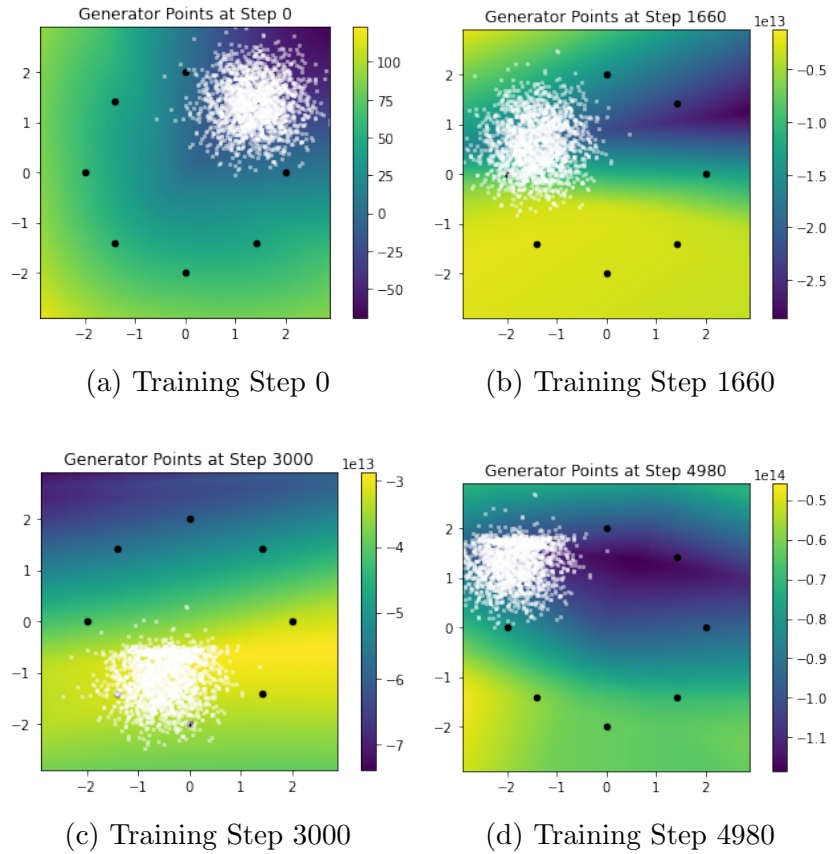 Generator Points at Step 0
2
1
0
−1
−2
−2 −1 0 1 2
100
75
50
25
0
−25
−50
(a) Training Step 0
Generator Points at Step 1660
1e13
2
1
0
−1
−2
−2 −1 0 1 2
−0.5
−1.0
−1.5
−2.0
−2.5
(b) Training Step 1660
Generator Points at Step 3000
1e13
2
1
0
−1
−2
−2 −1 0 1 2
−3
−4
−5
−6
−7
(c) Training Step 3000
Generator Points at Step 4980
1e14
2
1
0
−1
−2
−2 −1 0 1 2
−0.5
−0.6
−0.7
−0.8
−0.9
−1.0
−1.1
(d) Training Step 4980